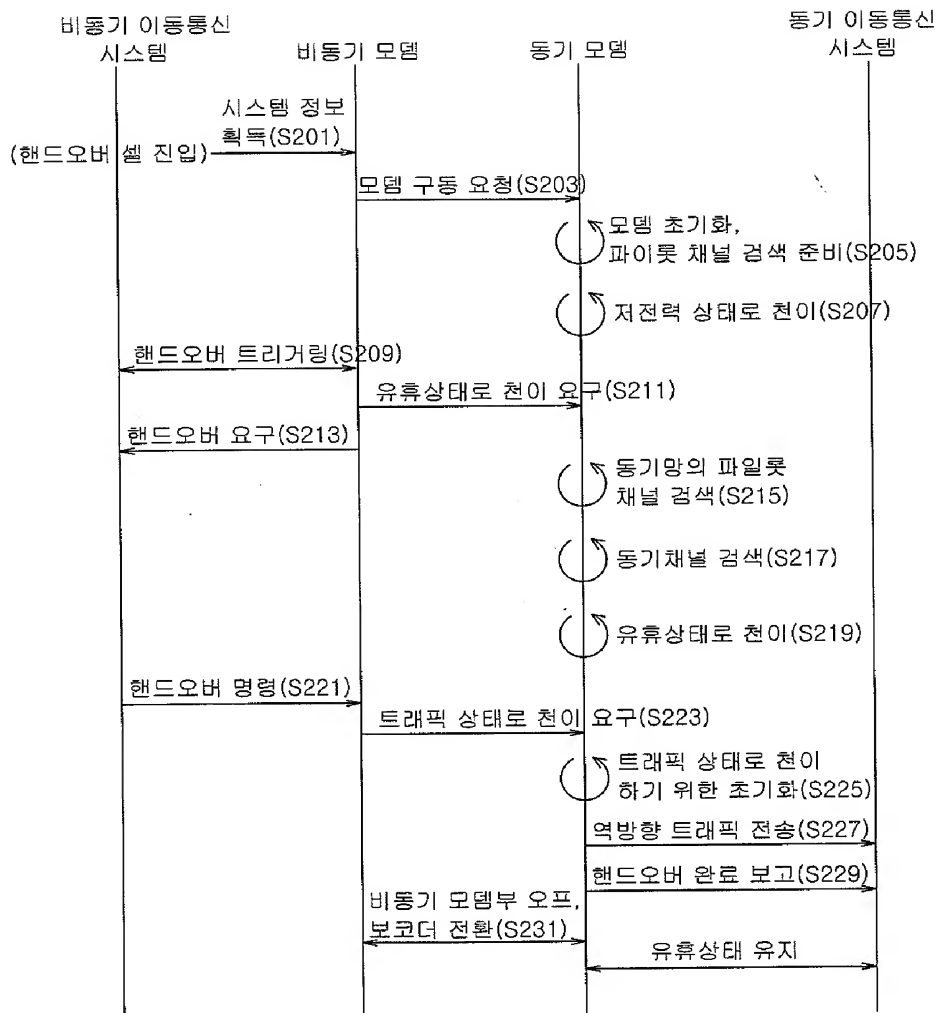 비동기 이동통신
시스템
비동기 모뎀
동기 모뎀
동기 이동통신
시스템
시스템 정보
획득(S201)
(핸드오버 셀 진입)
모뎀 구동 요청(S203)
모뎀 초기화,
파이롯 채널 검색 준비(S205)
저전력 상태로 천이(S207)
핸드오버 트리거링(S209)
유휴상태로 천이 요구(S211)
핸드오버 요구(S213)
동기망의 파일롯
채널 검색(S215)
동기채널 검색(S217)
유휴상태로 천이(S219)
핸드오버 명령(S221)
트래픽 상태로 천이 요구(S223)
트래픽 상태로 천이
하기 위한 초기화(S225)
역방향 트래픽 전송(S227)
핸드오버 완료 보고(S229)
비동기 모뎀부 오프,
보코더 전환(S231)
유휴상태 유지